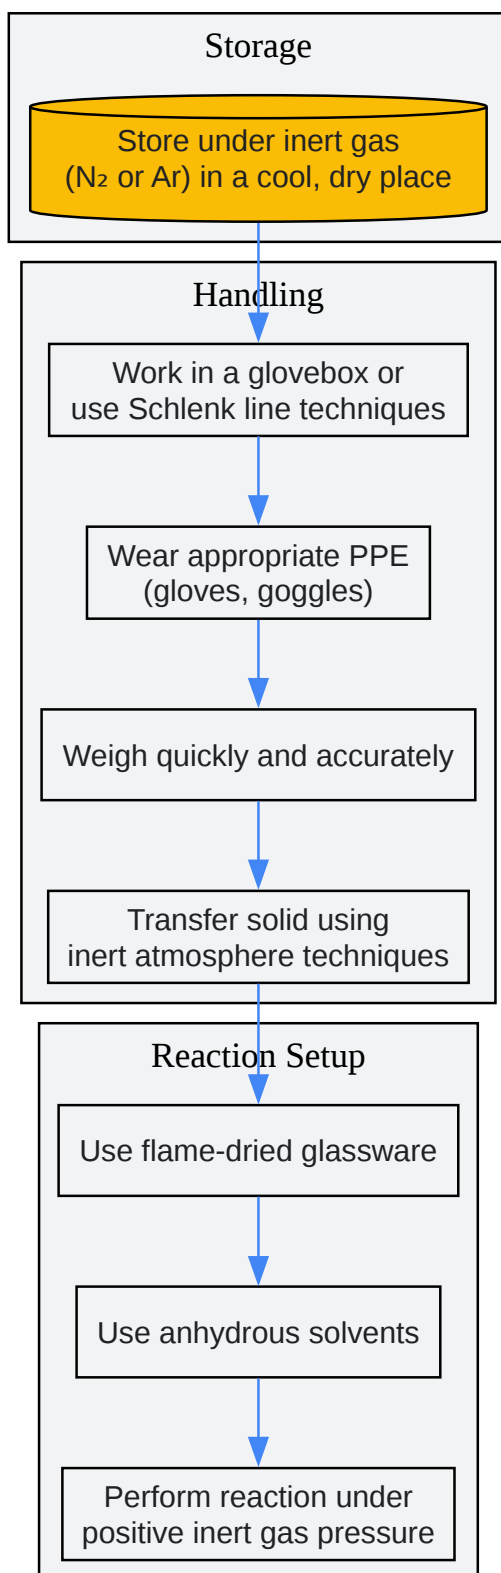 Storage
Store under inert gas
(N₂ or Ar) in a cool, dry place
Handling
Work in a glovebox or
use Schlenk line techniques
Wear appropriate PPE
(gloves, goggles)
Weigh quickly and accurately
Transfer solid using
inert atmosphere techniques
Reaction Setup
Use flame-dried glassware
Use anhydrous solvents
Perform reaction under
positive inert gas pressure